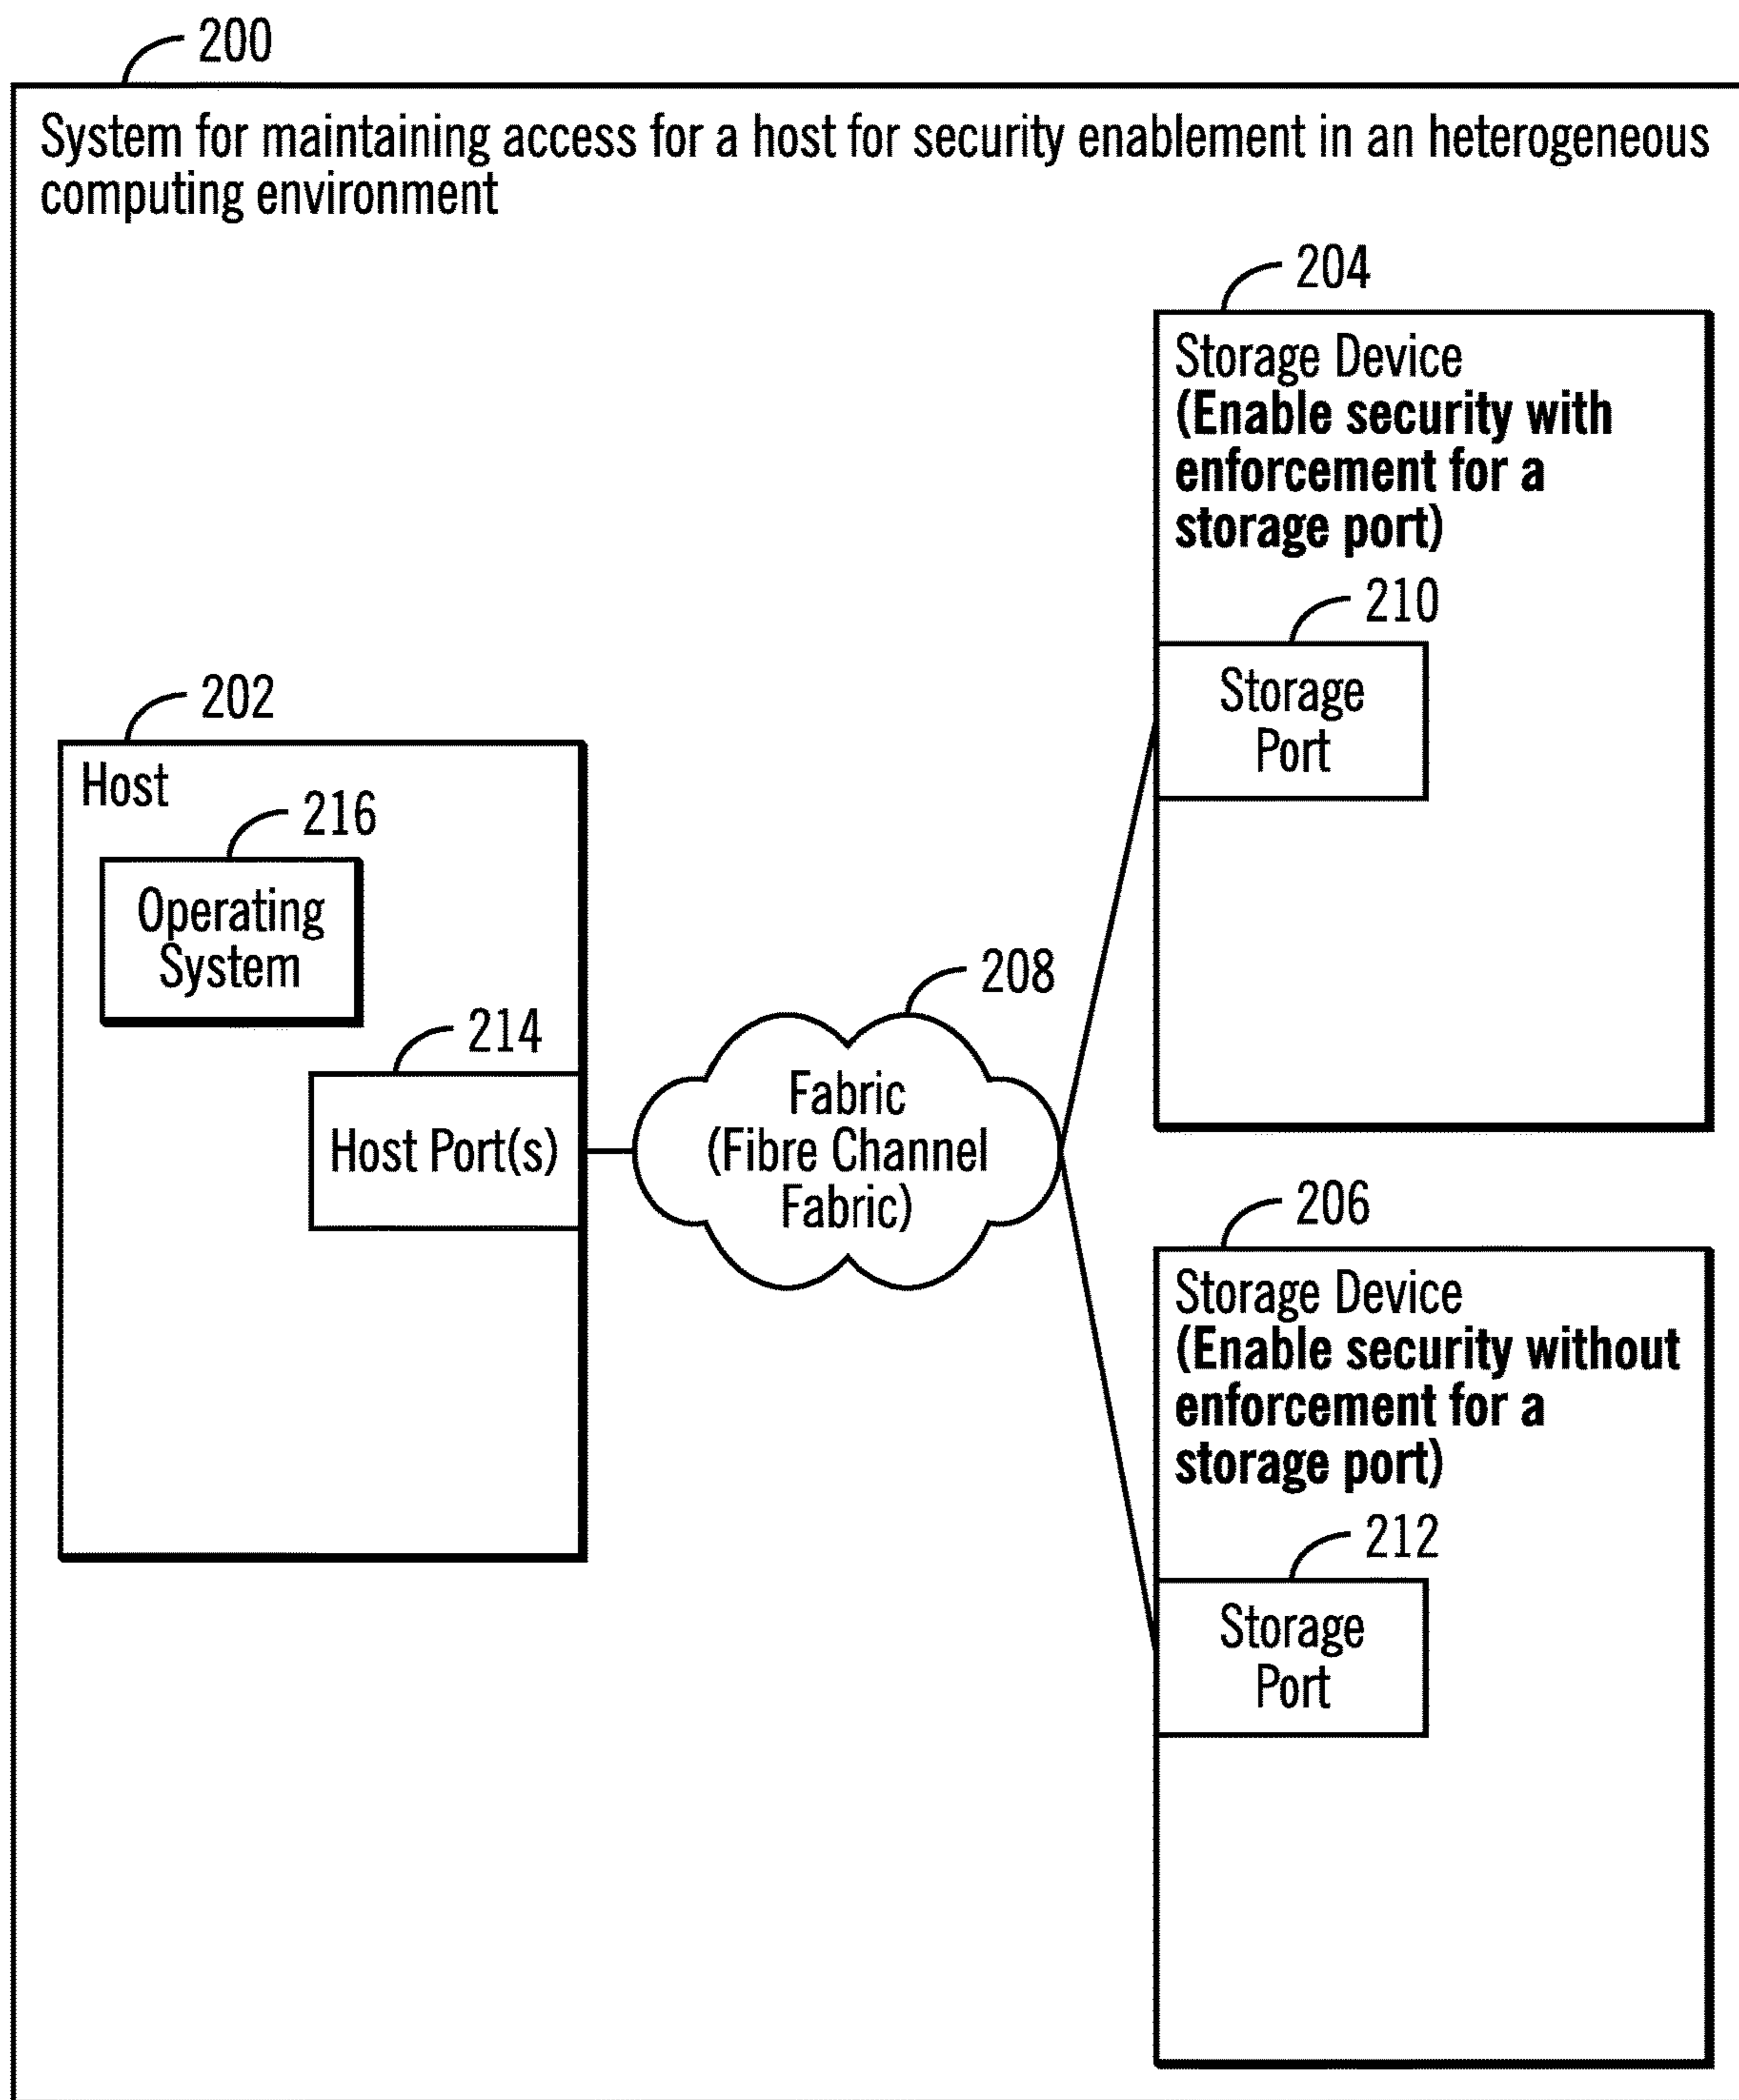 200
System for maintaining access for a host for security enablement in an heterogeneous
computing environment
204
Storage Device
(Enable security with
enforcement for a
storage port)
210
Storage
Port
202
Host
216
Operating
System
214
Host Port(s)
208
Fabric
(Fibre Channel
Fabric)
206
Storage Device
(Enable security without
enforcement for a
storage port)
212
Storage
Port